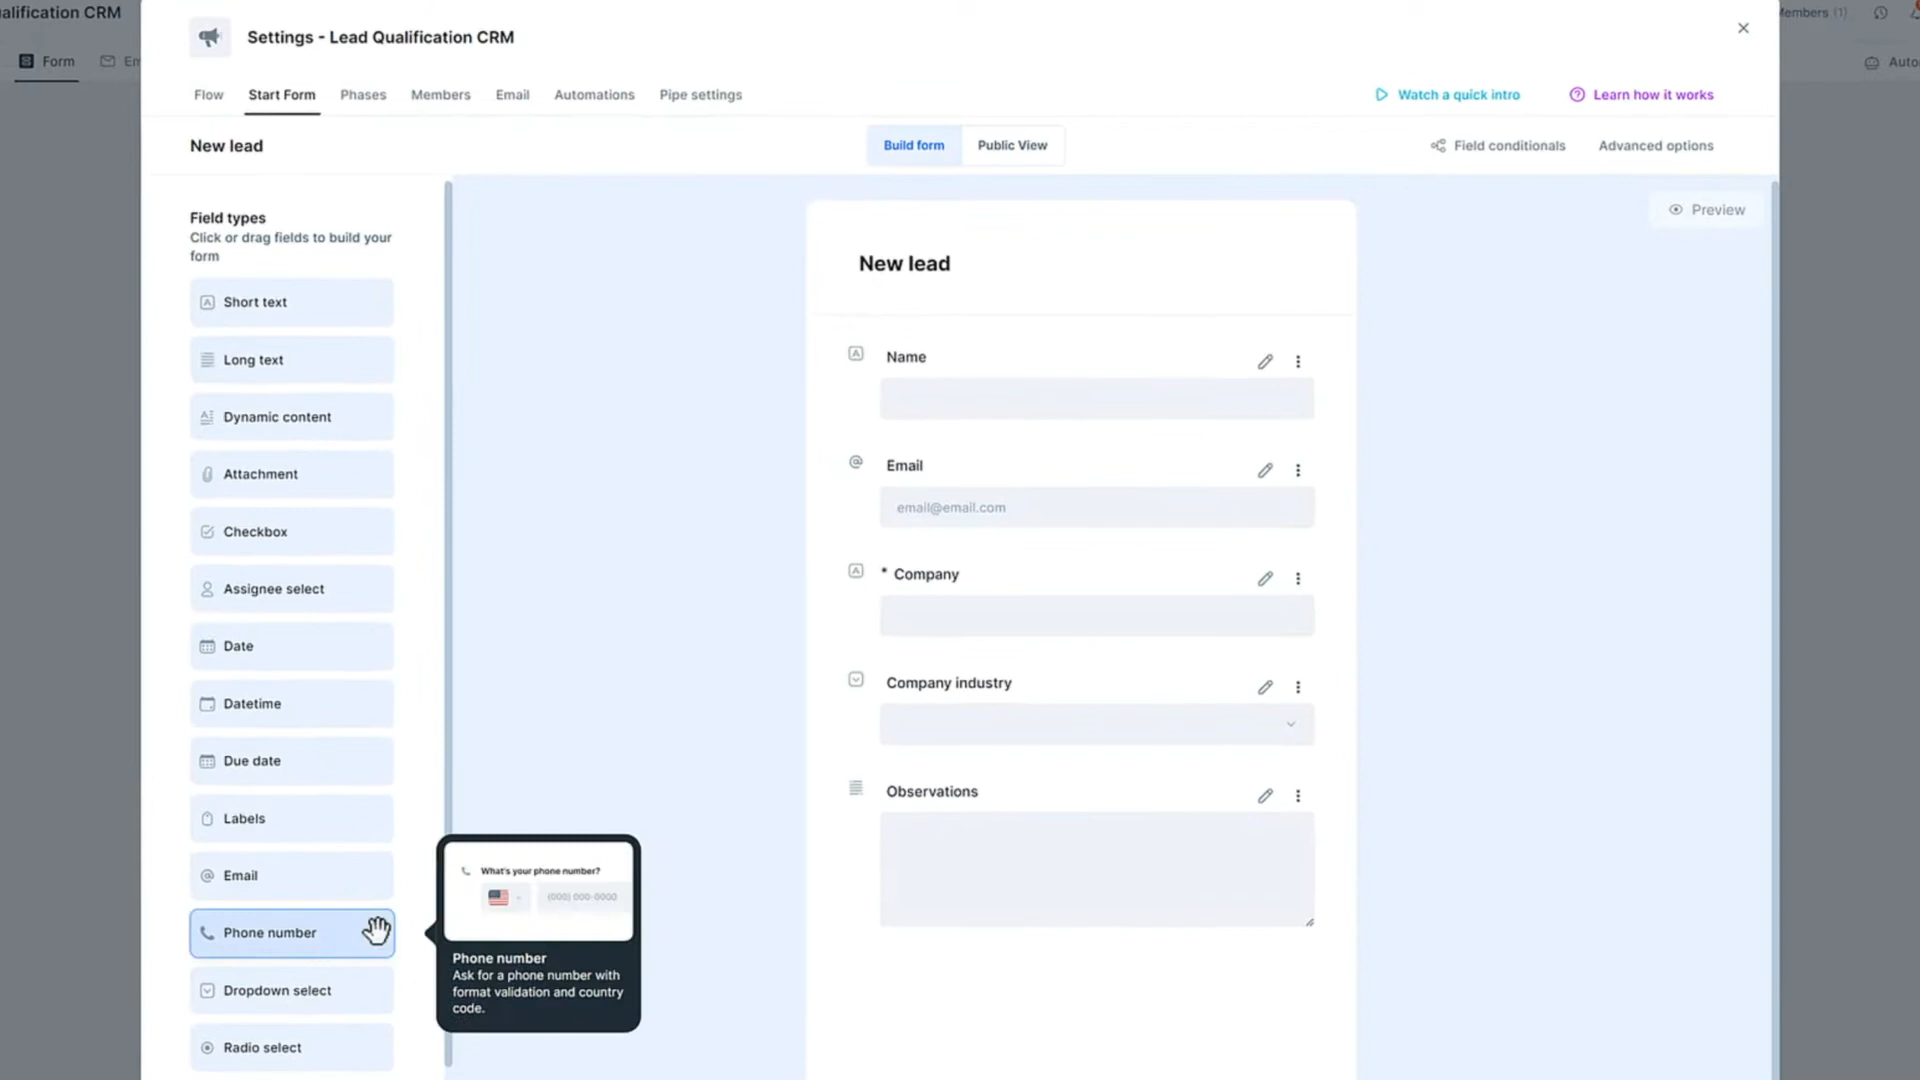 alification CRM
Members (1)
Form
Em
Auto
Settings - Lead Qualification CRM
Flow
Start Form
Phases
Members
Email
Automations
Pipe settings
Watch a quick intro
Learn how it works
New lead
Build form
Public View
Field conditionals
Advanced options
Preview
Field types
Click or drag fields to build your
form
Short text
Long text
Dynamic content
Attachment
Checkbox
Assignee select
Date
Datetime
Due date
Labels
Email
Phone number
Dropdown select
Radio select
What's your phone number?
(000) 000-0000
Phone number
Ask for a phone number with
format validation and country
code.
New lead
Name
Email
email@email.com
* Company
Company industry
Observations